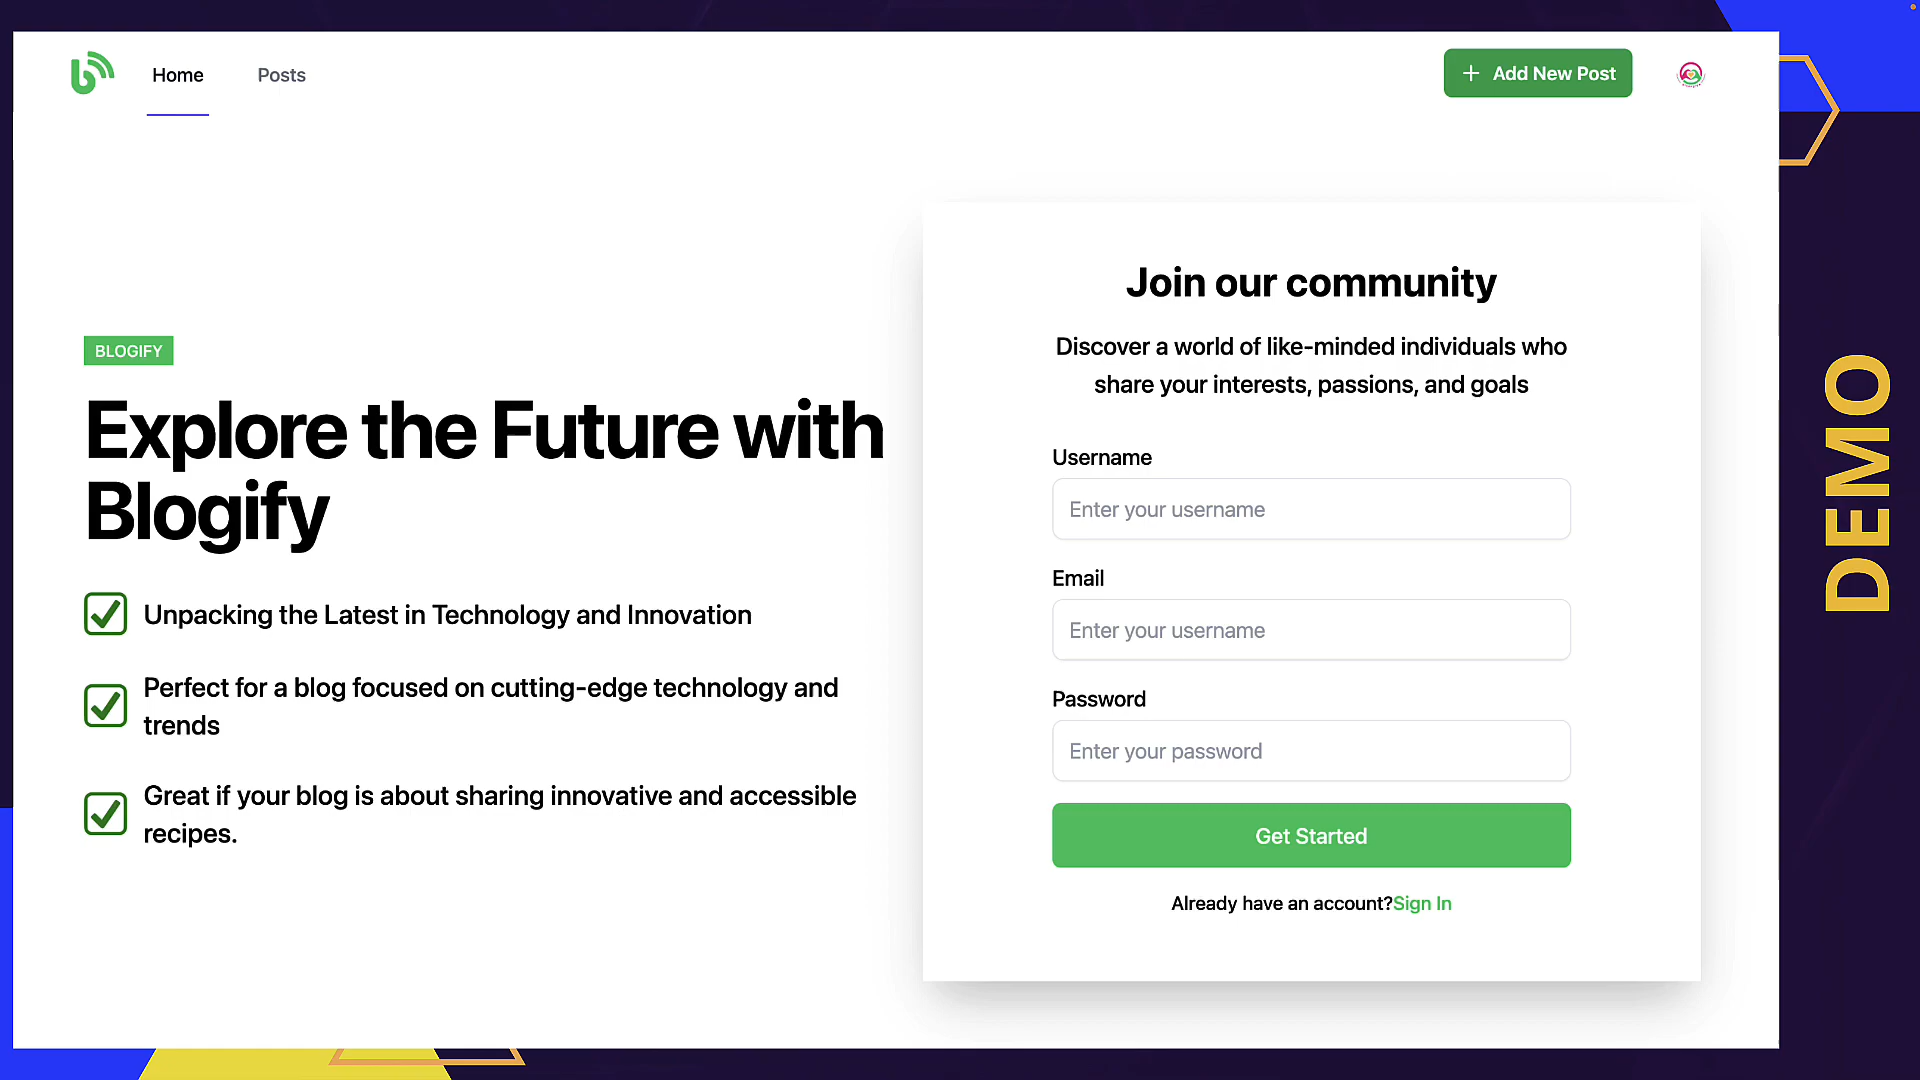 Home
Posts
+ Add New Post
BLOGIFY
Explore the Future with
Blogify
Unpacking the Latest in Technology and Innovation
Perfect for a blog focused on cutting-edge technology and
trends
Great if your blog is about sharing innovative and accessible
recipes.
Join our community
Discover a world of like-minded individuals who
share your interests, passions, and goals
Username
Enter your username
Email
Enter your username
Password
Enter your password
Get Started
Already have an account?Sign In
DEMO